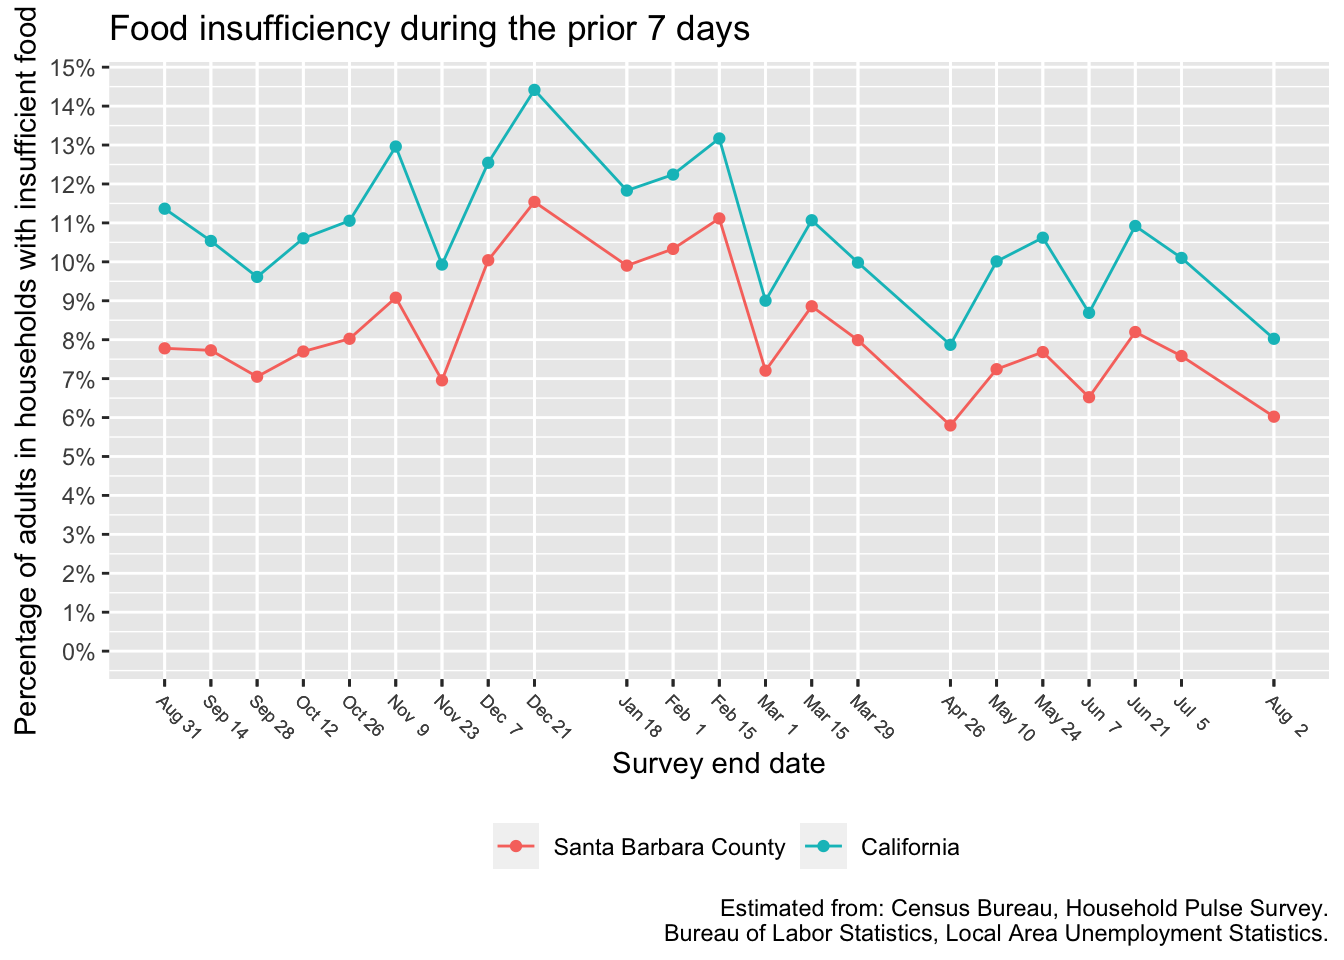 Food insufficiency during the prior 7 days
Percentage of adults in households with insufficient food
15%
14%
13%
12%
11%
10%
9%
8%
7%
6%
5%
4%
3%
2%
1%
0%
Aug 31
Sep 14
Sep 28
Oct 12
Oct 26
Nov 9
Nov 23
Dec 7
Dec 21
Jan 18
Feb 1
Feb 15
Mar 1
Mar 15
Mar 29
Apr 26
May 10
May 24
Jun 7
Jun 21
Jul 5
Aug 2
Survey end date
Santa Barbara County
California
Estimated from: Census Bureau, Household Pulse Survey.
Bureau of Labor Statistics, Local Area Unemployment Statistics.